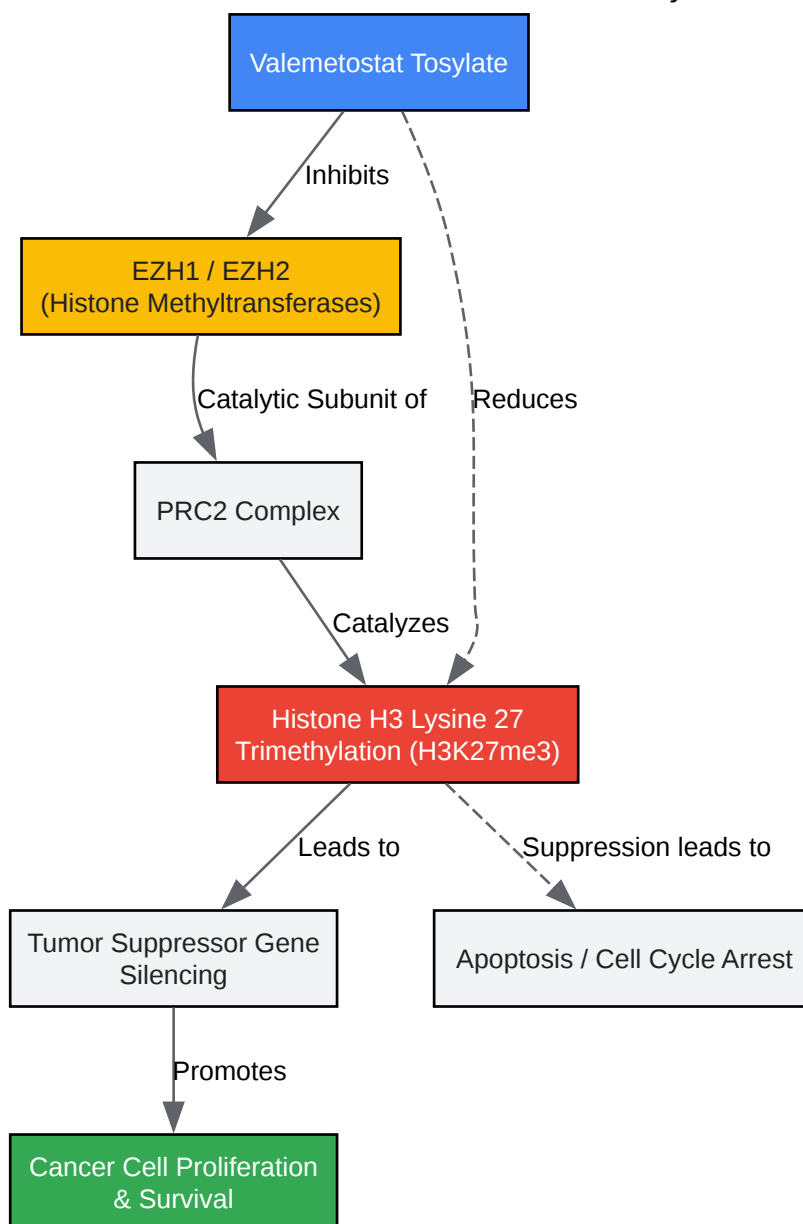 Valemetostat Tosylate
Inhibits
EZH1 / EZH2
(Histone Methyltransferases)
Catalytic Subunit of
Reduces
PRC2 Complex
Catalyzes
Histone H3 Lysine 27
Trimethylation (H3K27me3)
Leads to
Suppression leads to
Tumor Suppressor Gene
Silencing
Apoptosis / Cell Cycle Arrest
Promotes
Cancer Cell Proliferation
& Survival